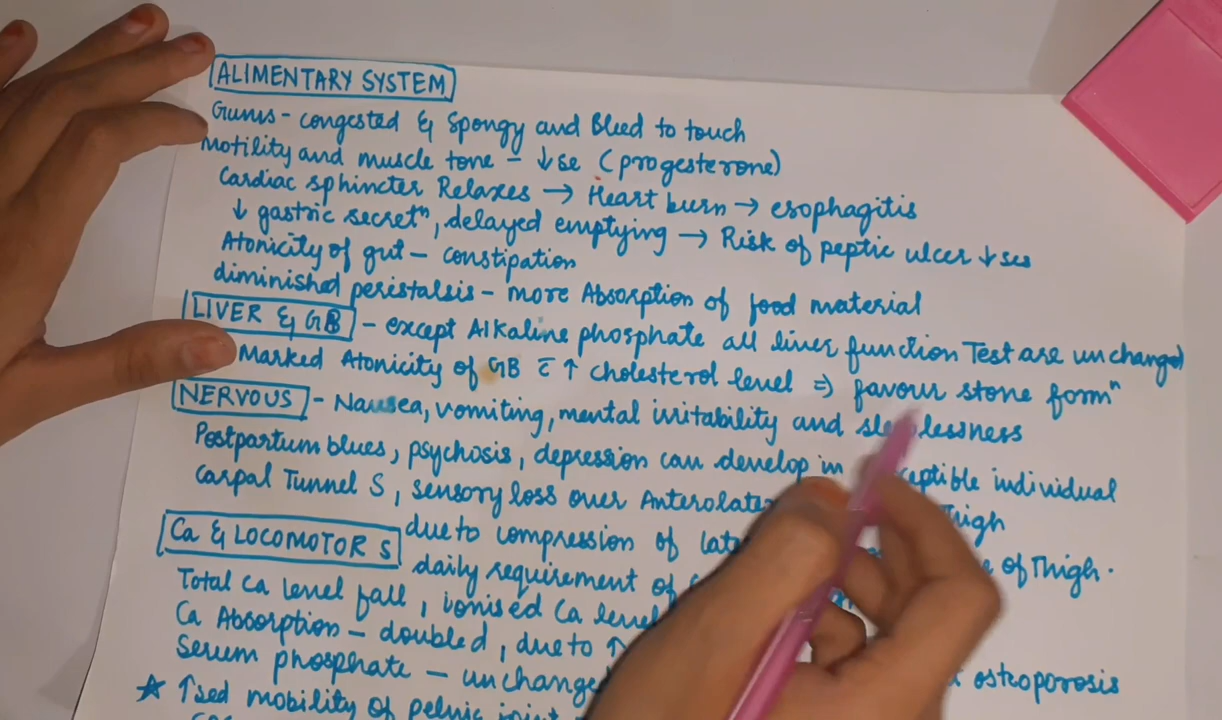 ALIMENTARY SYSTEM
Gums - congested & Spongy and Bleed to touch
Motility and muscle tone - ↓se (progesterone)
Cardiac sphincter Relaxes → Heart burn → esophagitis
↓ gastric secretⁿ, delayed emptying → Risk of peptic ulcer ↓ses
Atonicity of gut - constipation
diminished peristalsis - more Absorption of food material
LIVER & GB - except Alkaline phosphate all liver function Test are unchanged
Marked Atonicity of GB c̄ ↑ cholesterol level ⇒ favour stone formⁿ
NERVOUS - Nausea, vomiting, mental irritability and sleeplessness
Postpartum blues, psychosis, depression can develop in individual
Carpal Tunnel S, sensory loss over Thigh
due to compression of of Thigh.
Ca & LOCOMOTOR S daily requirement of
Total Ca level fall, ionised Ca level
Ca Absorption - doubled, due to ↑
Serum phosphate - unchanged osteoporosis
★ ↑sed mobility of pelvic joint